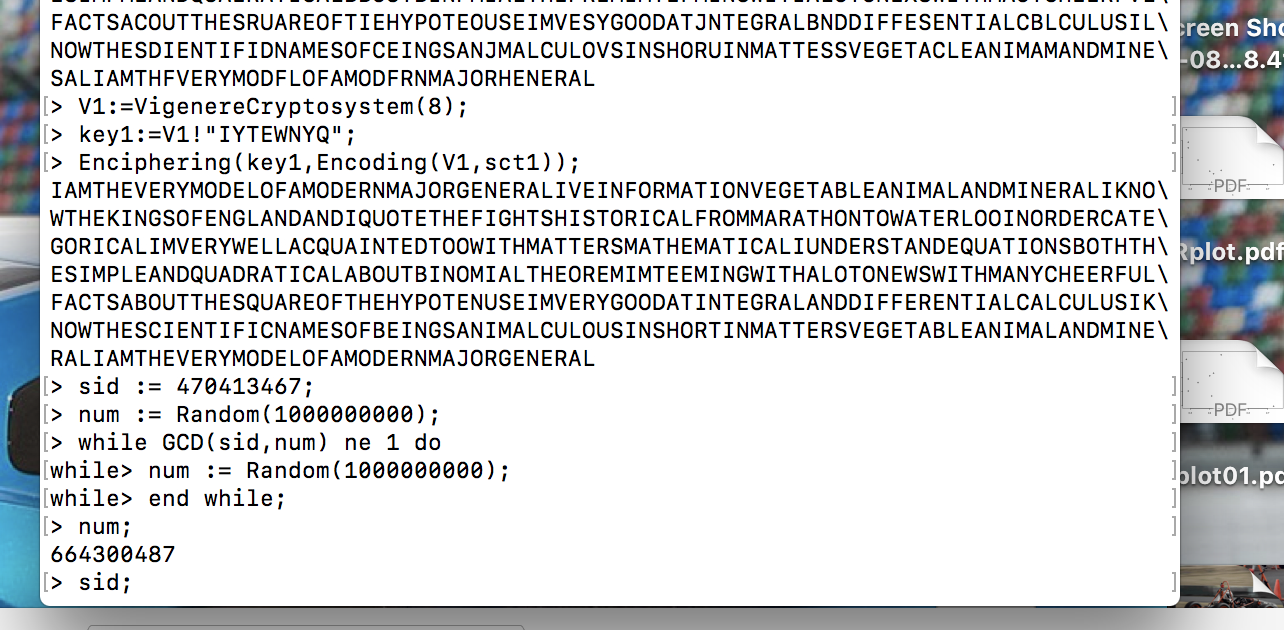 FACTSACOUTTHESRUAREOFTIEHYPOTEOUSEIMVESYGOODATJNTEGRALBNDDIFFESENTIALCBLCULUSIL\
NOWTHESDIENTIFIDNAMESOFCEINGSANJMALCULOVSINSHORUINMATTESSVEGETACLEANIMAMANDMINE\
SALIAMTHFVERYMODFLOFAMODFRNMAJORHENERAL
[> V1:=VigenereCryptosystem(8); ]
[> key1:=V1!"IYTEWNYQ"; ]
[> Enciphering(key1,Encoding(V1,sct1)); ]
IAMTHEVERYMODELOFAMODERNMAJORGENERALIVEINFORMATIONVEGETABLEANIMALANDMINERALIKNO\
WTHEKINGSOFENGLANDANDIQUOTETHEFIGHTSHISTORICALFROMMARATHONTOWATERLOOINORDERCATE\
GORICALIMVERYWELLACQUAINTEDTOOWITHMATTERSMATHEMATICALIUNDERSTANDEQUATIONSBOTHTH\
ESIMPLEANDQUADRATICALABOUTBINOMIALTHEOREMIMTEEMINGWITHALOTONEWSWITHMANYCHEERFUL\
FACTSABOUTTHESQUAREOFTHEHYPOTENUSEIMVERYGOODATINTEGRALANDDIFFERENTIALCALCULUSIK\
NOWTHESCIENTIFICNAMESOFBEINGSANIMALCULOUSINSHORTINMATTERSVEGETABLEANIMALANDMINE\
RALIAMTHEVERYMODELOFAMODERNMAJORGENERAL
[> sid := 470413467; ]
[> num := Random(1000000000); ]
[> while GCD(sid,num) ne 1 do ]
[while> num := Random(1000000000); ]
[while> end while; ]
[> num; ]
664300487
[> sid; ]
creen Sho
-08...8.49
PDF
Rplot.pdf
PDF
plot01.pd